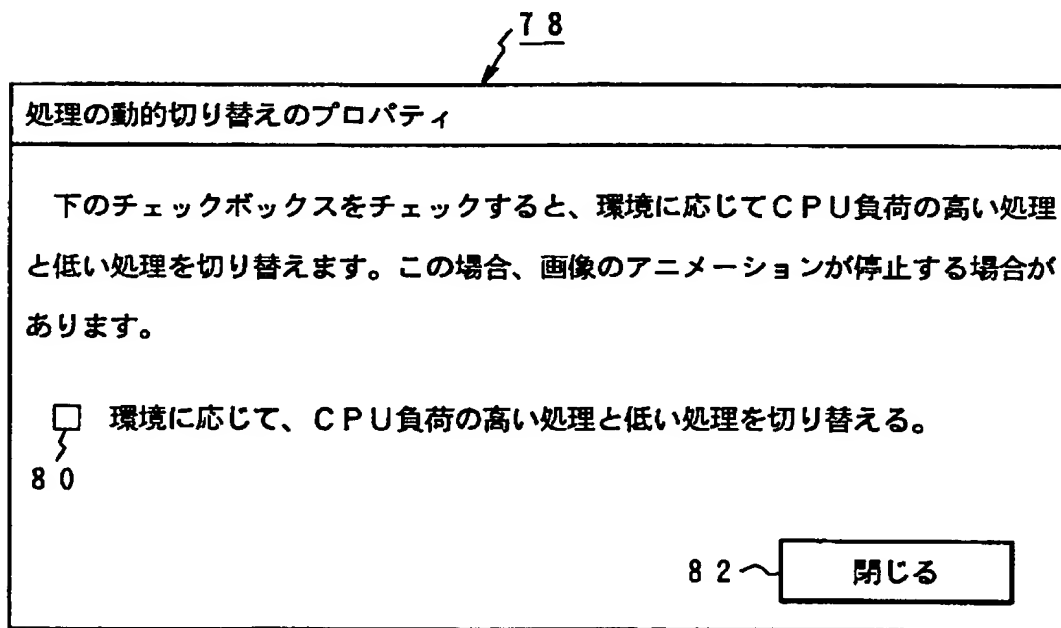 ７８
処理の動的切り替えのプロパティ
下のチェックボックスをチェックすると、環境に応じてＣＰＵ負荷の高い処理
と低い処理を切り替えます。この場合、画像のアニメーションが停止する場合が
あります。
環境に応じて、ＣＰＵ負荷の高い処理と低い処理を切り替える。
８０
８２ 閉じる